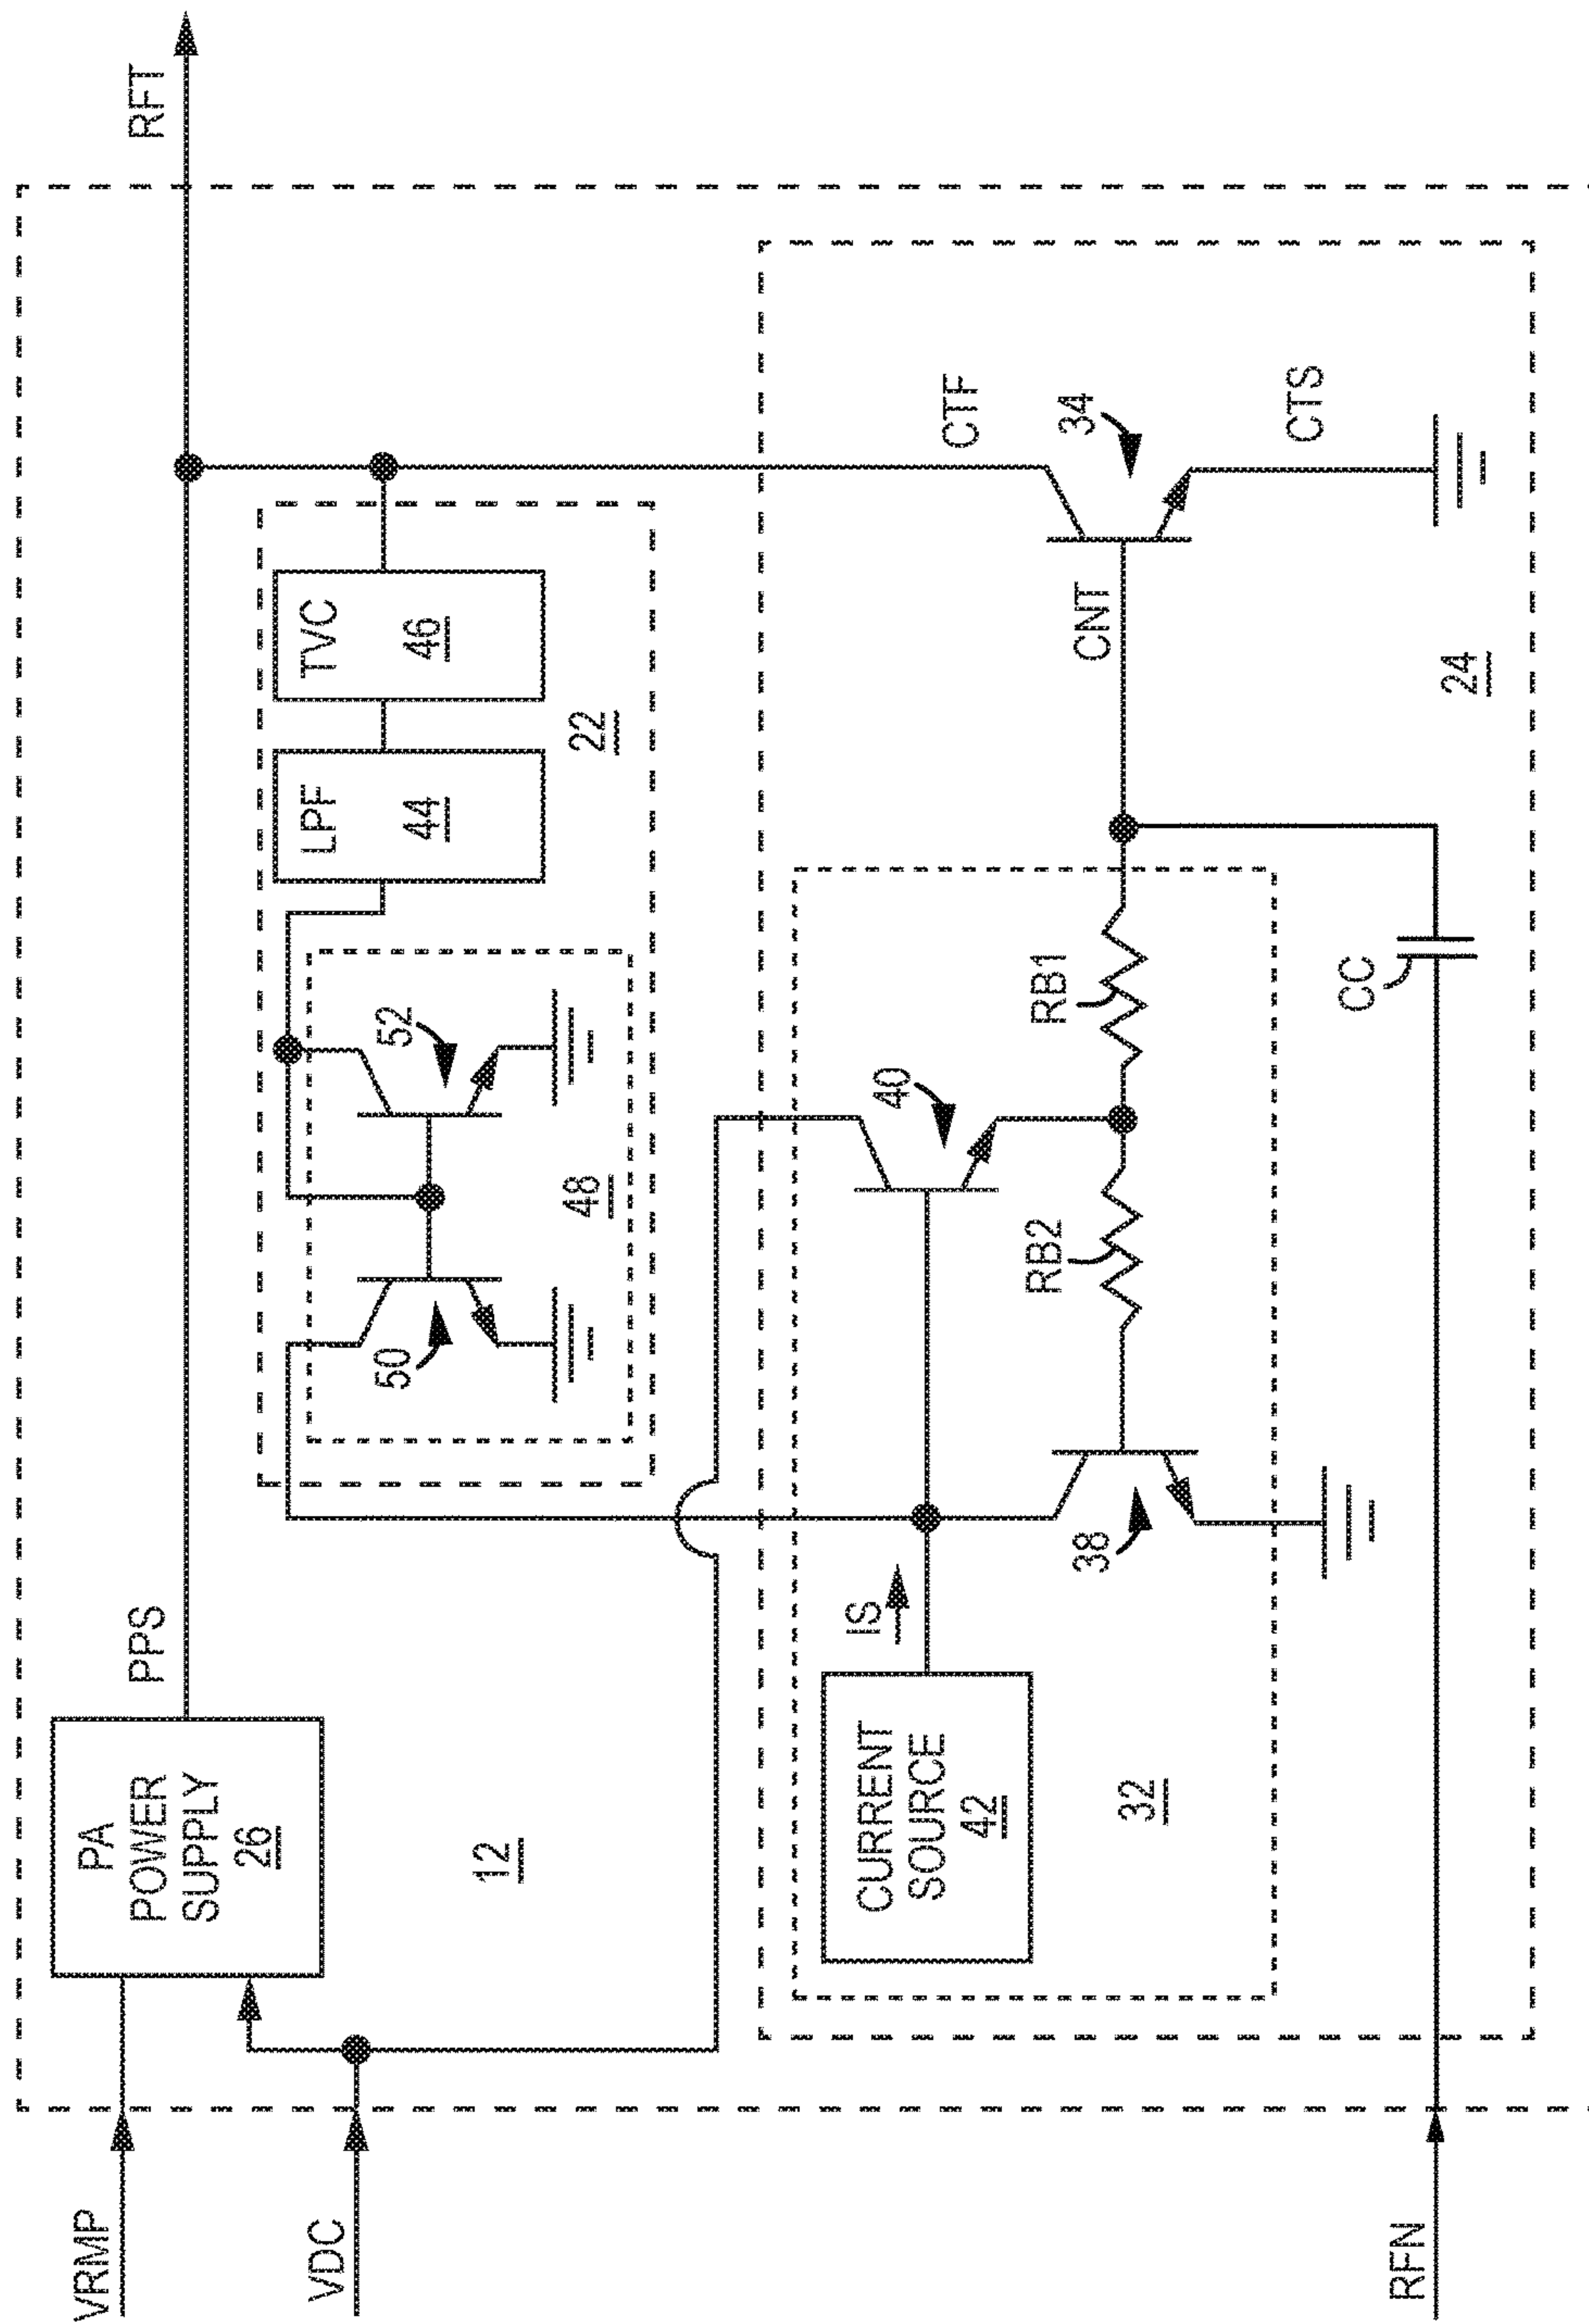 VRMP
VDC
RFN
PA
POWER
SUPPLY
26
PPS
RFT
12
TVC
46
LPF
44
22
52
50
48
CURRENT
SOURCE
42
IS
32
38
40
RB2
RB1
CC
CNT
CTF
34
CTS
24